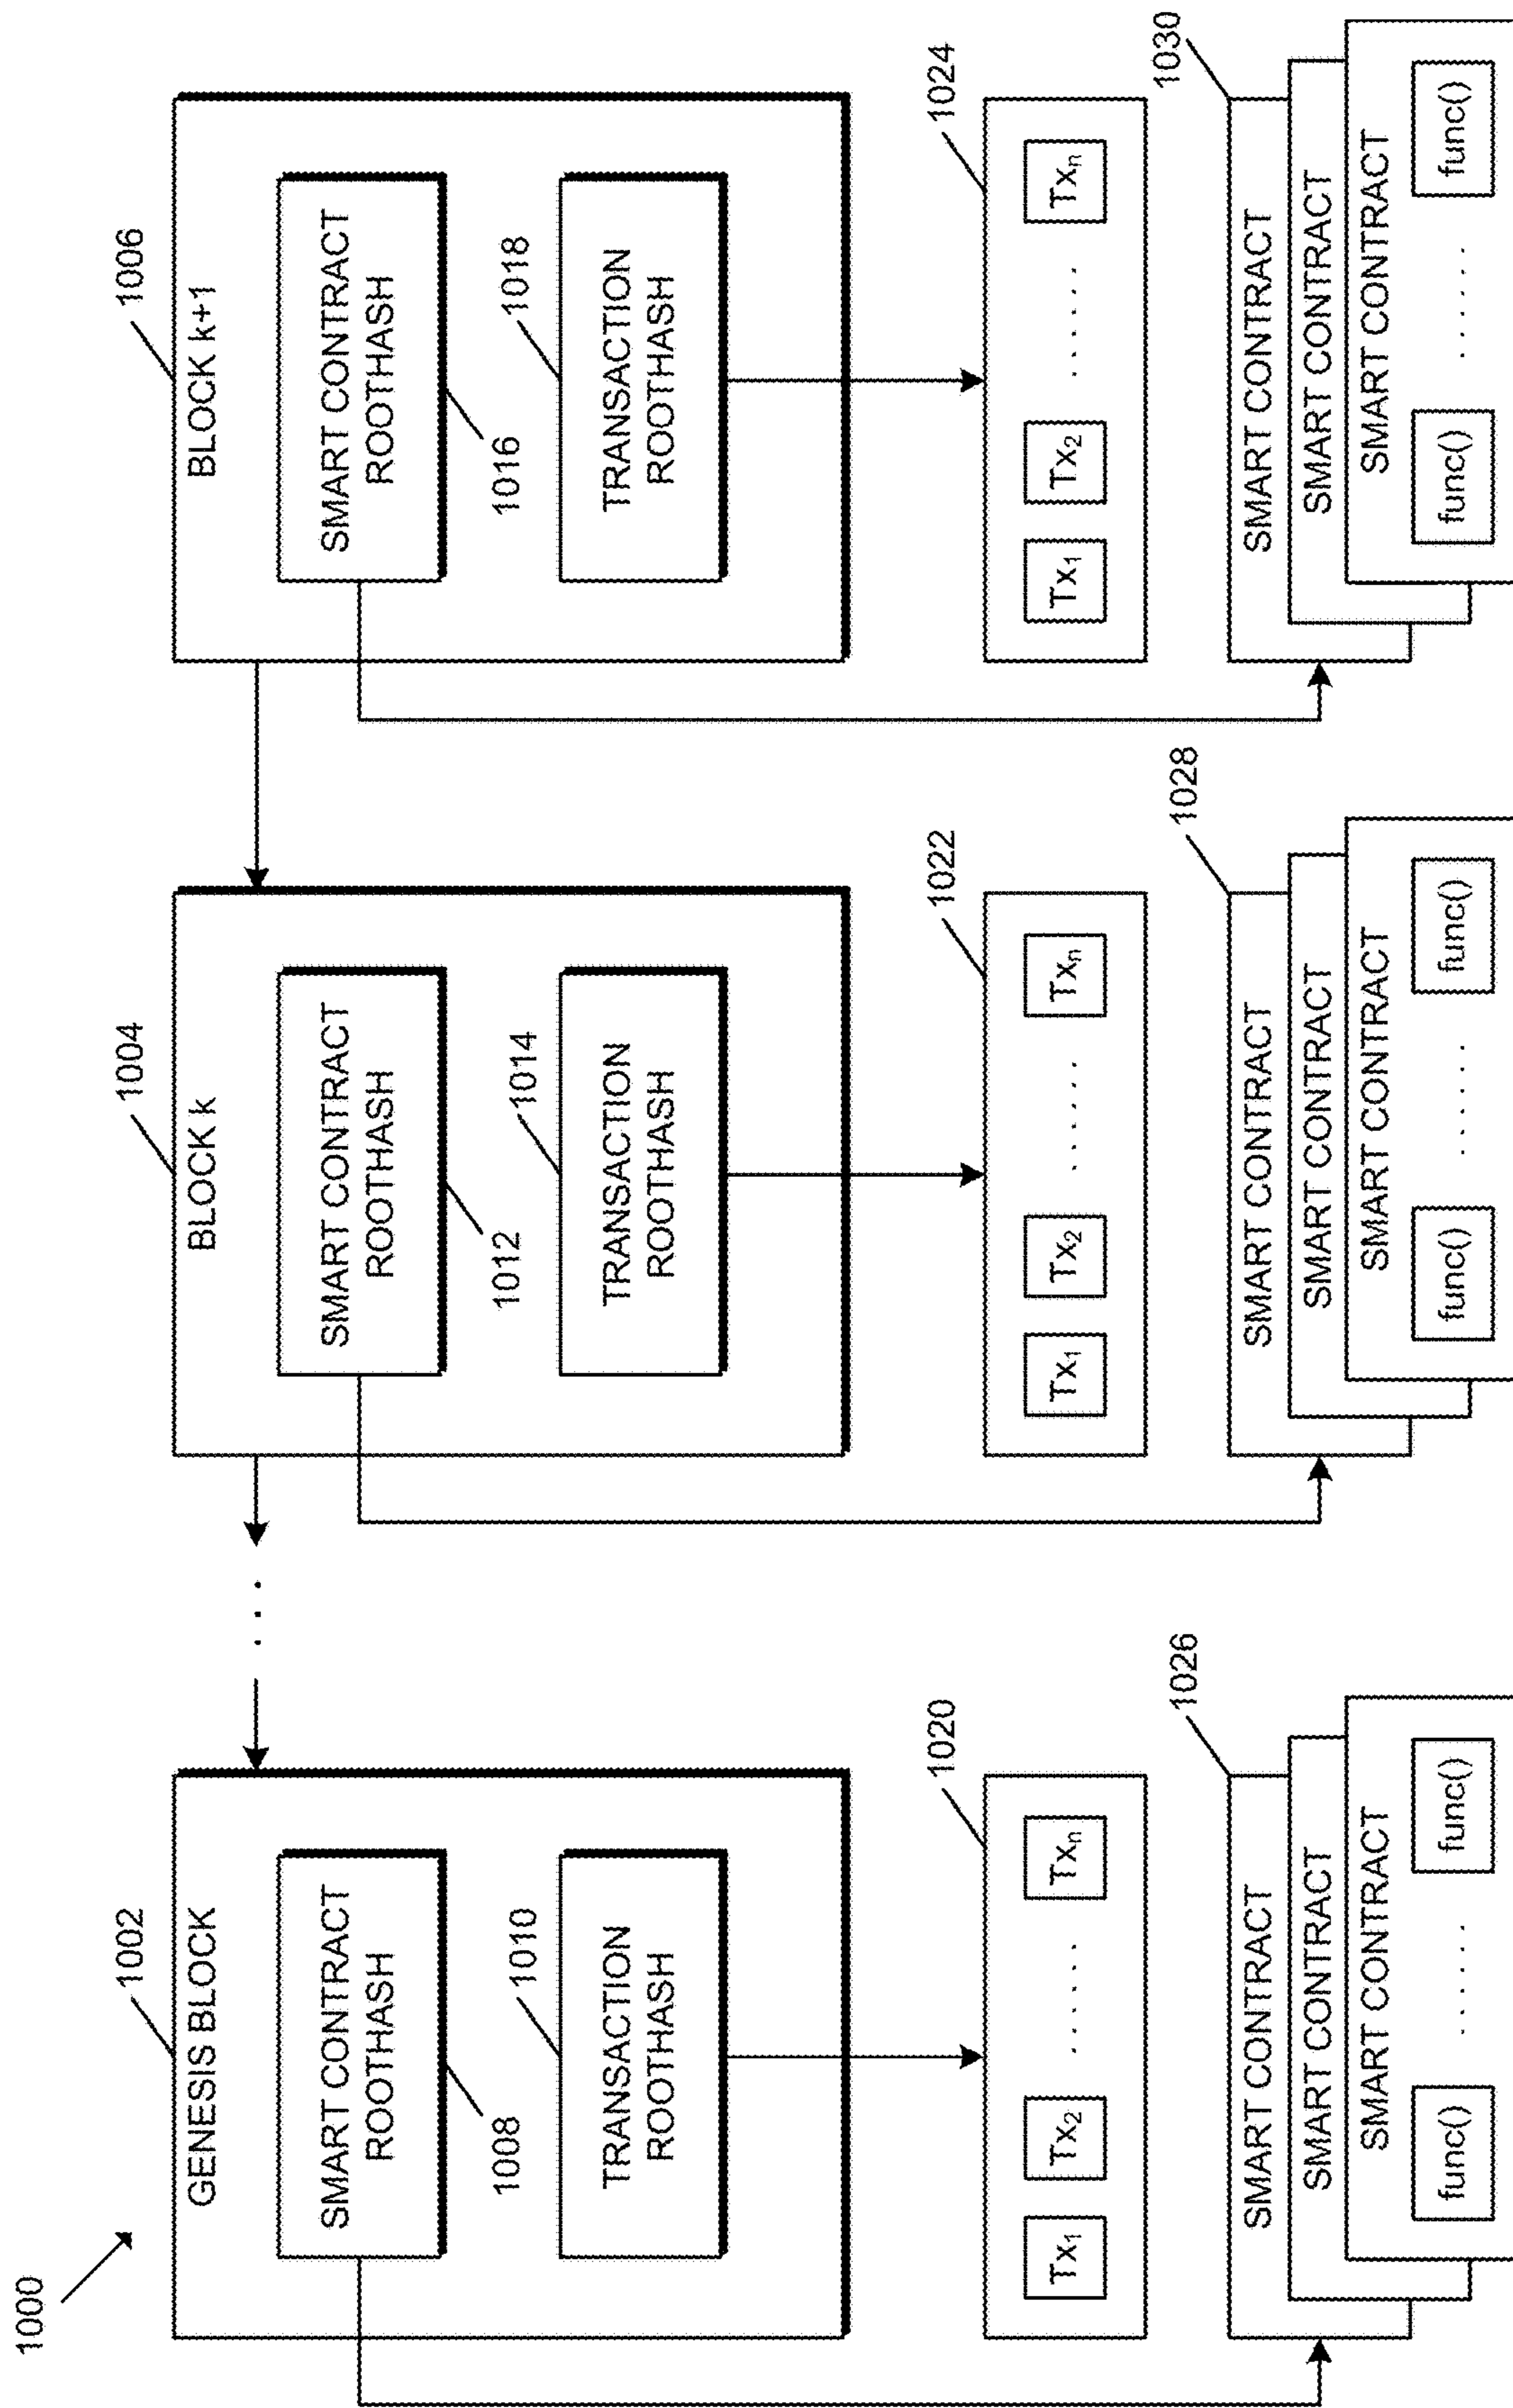 1000
GENESIS BLOCK
1002
SMART CONTRACT
ROOTHASH
1008
TRANSACTION
ROOTHASH
1010
1020
Tx₁
Tx₂
......
Txₙ
1026
SMART CONTRACT
SMART CONTRACT
SMART CONTRACT
func()
......
func()
...
BLOCK k
1004
SMART CONTRACT
ROOTHASH
1012
TRANSACTION
ROOTHASH
1014
1022
Tx₁
Tx₂
......
Txₙ
1028
SMART CONTRACT
SMART CONTRACT
SMART CONTRACT
func()
......
func()
BLOCK k+1
1006
SMART CONTRACT
ROOTHASH
1016
TRANSACTION
ROOTHASH
1018
1024
Tx₁
Tx₂
......
Txₙ
1030
SMART CONTRACT
SMART CONTRACT
SMART CONTRACT
func()
......
func()